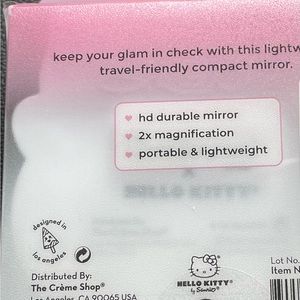 keep your glam in check with this lightw
travel-friendly compact mirror.
hd durable mirror
2x magnification
portable & lightweight
HELLO KITTY
designed in
los angeles
Distributed By:
The Crème Shop®
Los Angeles, CA 90065 USA
HELLO KITTY®
by Sanrio®
Lot No.
Item N